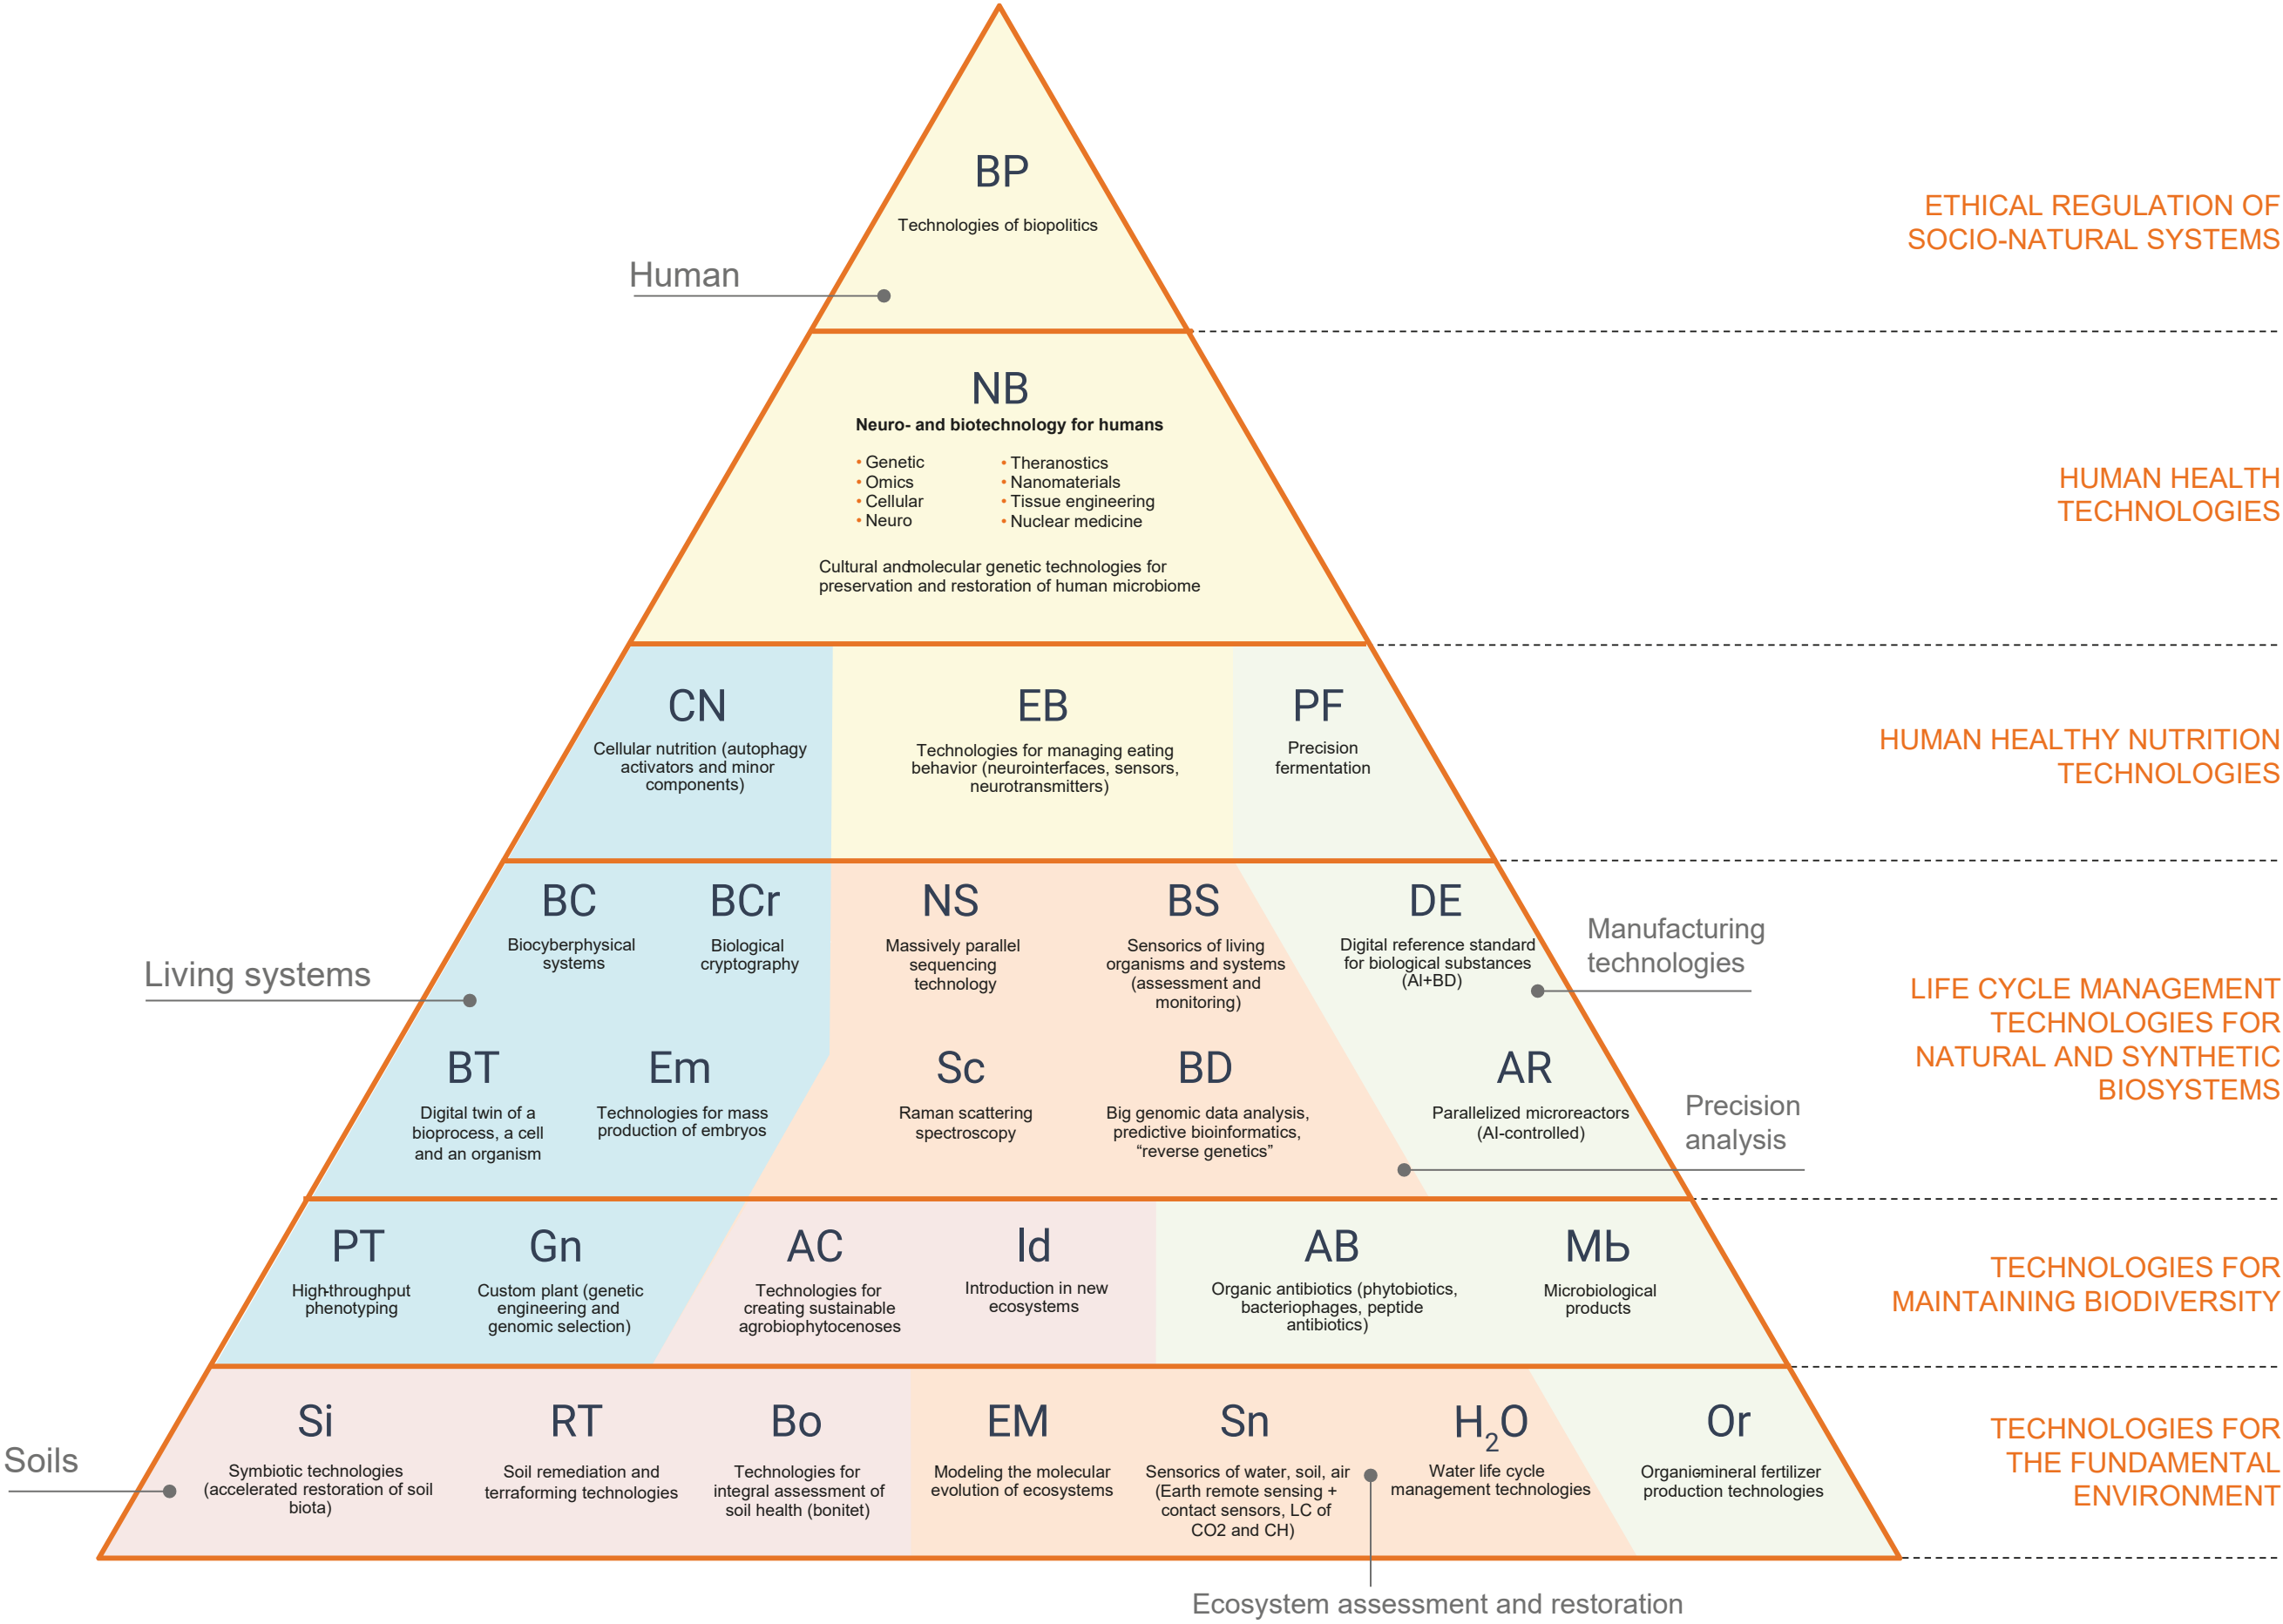 BP
Technologies of biopolitics
Human
ETHICAL REGULATION OF
SOCIO-NATURAL SYSTEMS
NB
Neuro- and biotechnology for humans
• Genetic
• Omics
• Cellular
• Neuro
• Theranostics
• Nanomaterials
• Tissue engineering
• Nuclear medicine
Cultural andmolecular genetic technologies for
preservation and restoration of human microbiome
HUMAN HEALTH
TECHNOLOGIES
CN
Cellular nutrition (autophagy
activators and minor
components)
EB
Technologies for managing eating
behavior (neurointerfaces, sensors,
neurotransmitters)
PF
Precision
fermentation
HUMAN HEALTHY NUTRITION
TECHNOLOGIES
Living systems
BC
Biocyberphysical
systems
BCr
Biological
cryptography
NS
Massively parallel
sequencing
technology
BS
Sensorics of living
organisms and systems
(assessment and
monitoring)
DE
Digital reference standard
for biological substances
(AI+BD)
Manufacturing
technologies
BT
Digital twin of a
bioprocess, a cell
and an organism
Em
Technologies for mass
production of embryos
Sc
Raman scattering
spectroscopy
BD
Big genomic data analysis,
predictive bioinformatics,
“reverse genetics”
AR
Parallelized microreactors
(AI-controlled)
Precision
analysis
LIFE CYCLE MANAGEMENT
TECHNOLOGIES FOR
NATURAL AND SYNTHETIC
BIOSYSTEMS
PT
High-throughput
phenotyping
Gn
Custom plant (genetic
engineering and
genomic selection)
AC
Technologies for
creating sustainable
agrobiophytocenoses
Id
Introduction in new
ecosystems
AB
Organic antibiotics (phytobiotics,
bacteriophages, peptide
antibiotics)
Mь
Microbiological
products
TECHNOLOGIES FOR
MAINTAINING BIODIVERSITY
Soils
Si
Symbiotic technologies
(accelerated restoration of soil
biota)
RT
Soil remediation and
terraforming technologies
Bo
Technologies for
integral assessment of
soil health (bonitet)
EM
Modeling the molecular
evolution of ecosystems
Sn
Sensorics of water, soil, air
(Earth remote sensing +
contact sensors, LC of
CO2 and CH)
H₂O
Water life cycle
management technologies
Or
Organic-mineral fertilizer
production technologies
TECHNOLOGIES FOR
THE FUNDAMENTAL
ENVIRONMENT
Ecosystem assessment and restoration